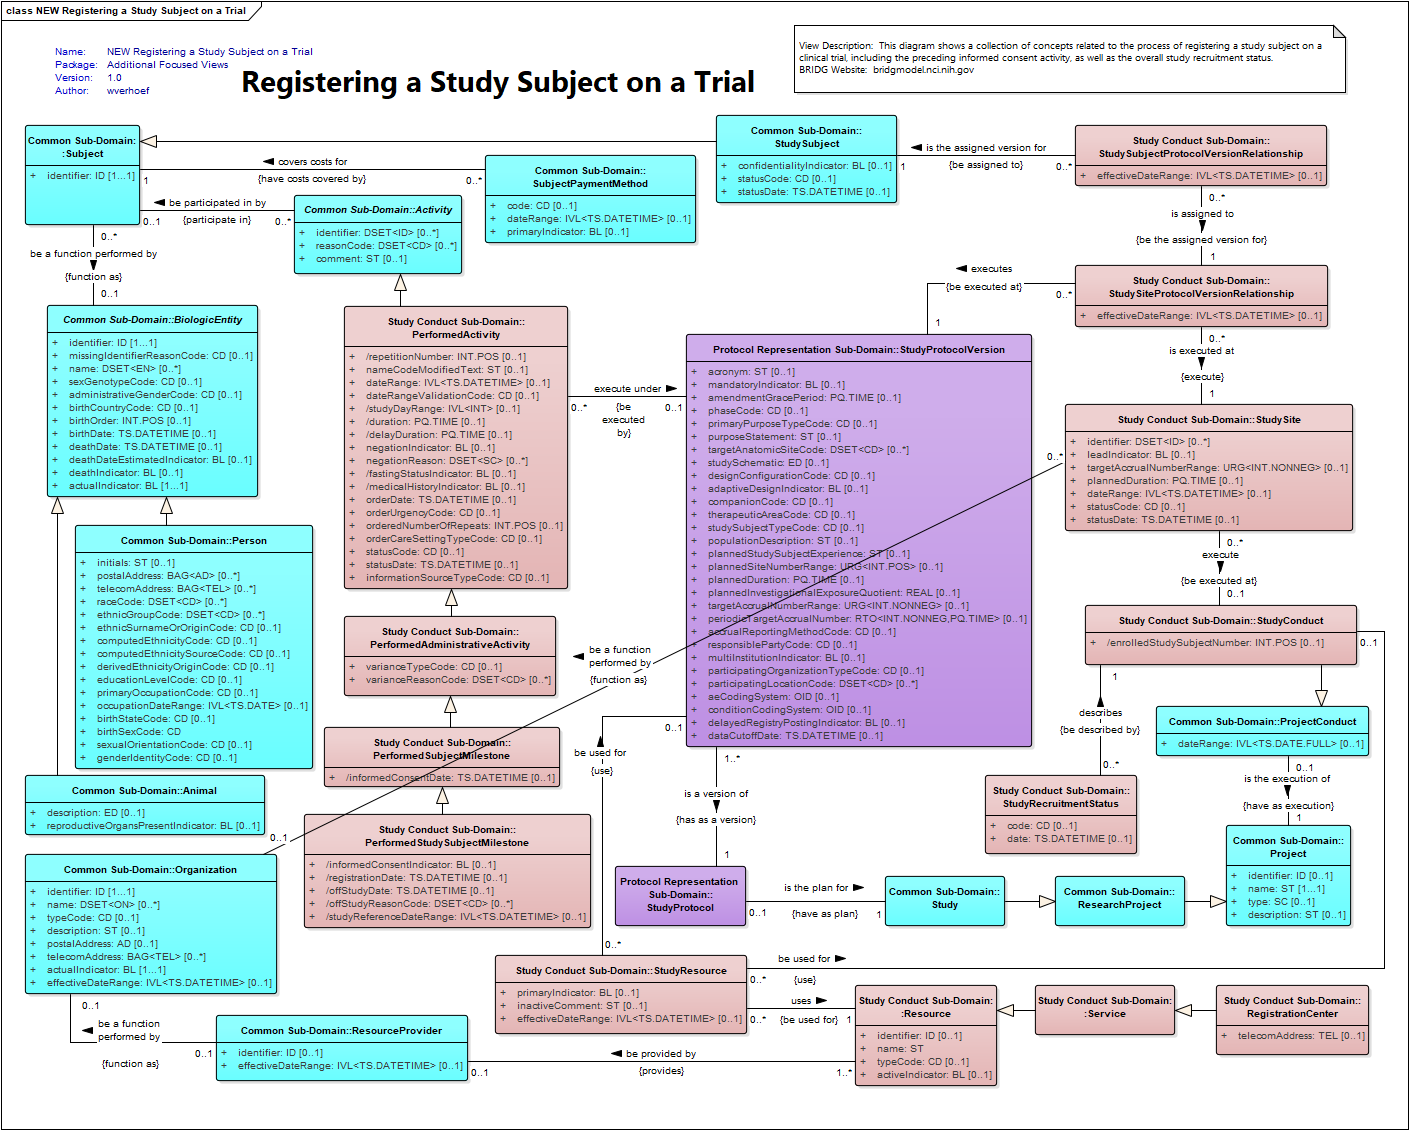 class NEW Registering a Study Subject on a Trial
Name: NEW Registering a Study Subject on a Trial
Package: Additional Focused Views
Version: 1.0
Author: wverhoef
Registering a Study Subject on a Trial
View Description: This diagram shows a collection of concepts related to the process of registering a study subject on a
clinical trial, including the preceding informed consent activity, as well as the overall study recruitment status.
BRIDG Website: bridgmodel.nci.nih.gov
Common Sub-Domain:
:Subject
+ identifier: ID [1...1]
covers costs for
{have costs covered by}
1
0..*
Common Sub-Domain::
SubjectPaymentMethod
+ code: CD [0..1]
+ dateRange: IVL<TS.DATETIME> [0..1]
+ primaryIndicator: BL [0..1]
Common Sub-Domain::
StudySubject
+ confidentialityIndicator: BL [0..1]
+ statusCode: CD [0..1]
+ statusDate: TS.DATETIME [0..1]
is the assigned version for
{be assigned to}
1
0..*
Study Conduct Sub-Domain::
StudySubjectProtocolVersionRelationship
+ effectiveDateRange: IVL<TS.DATETIME> [0..1]
be participated in by
{participate in}
0..1
0..*
Common Sub-Domain::Activity
+ identifier: DSET<ID> [0..*]
+ reasonCode: DSET<CD> [0..*]
+ comment: ST [0..1]
0..*
is assigned to
{be the assigned version for}
1
0..*
be a function performed by
{function as}
0..1
Study Conduct Sub-Domain::
StudySiteProtocolVersionRelationship
+ effectiveDateRange: IVL<TS.DATETIME> [0..1]
executes
{be executed at}
0..*
1
Common Sub-Domain::BiologicEntity
+ identifier: ID [1...1]
+ missingIdentifierReasonCode: CD [0..1]
+ name: DSET<EN> [0..*]
+ sexGenotypeCode: CD [0..1]
+ administrativeGenderCode: CD [0..1]
+ birthCountryCode: CD [0..1]
+ birthOrder: INT.POS [0..1]
+ birthDate: TS.DATETIME [0..1]
+ deathDate: TS.DATETIME [0..1]
+ deathDateEstimatedIndicator: BL [0..1]
+ deathIndicator: BL [0..1]
+ actualIndicator: BL [1...1]
Study Conduct Sub-Domain::
PerformedActivity
+ /repetitionNumber: INT.POS [0..1]
+ nameCodeModifiedText: ST [0..1]
+ dateRange: IVL<TS.DATETIME> [0..1]
+ dateRangeValidationCode: CD [0..1]
+ /studyDayRange: IVL<INT> [0..1]
+ /duration: PQ.TIME [0..1]
+ /delayDuration: PQ.TIME [0..1]
+ negationIndicator: BL [0..1]
+ negationReason: DSET<SC> [0..*]
+ /fastingStatusIndicator: BL [0..1]
+ /medicalHistoryIndicator: BL [0..1]
+ orderDate: TS.DATETIME [0..1]
+ orderUrgencyCode: CD [0..1]
+ orderedNumberOfRepeats: INT.POS [0..1]
+ orderCareSettingTypeCode: CD [0..1]
+ statusCode: CD [0..1]
+ statusDate: TS.DATETIME [0..1]
+ informationSourceTypeCode: CD [0..1]
execute under
{be
executed
by}
0..*
0..1
Protocol Representation Sub-Domain::StudyProtocolVersion
+ acronym: ST [0..1]
+ mandatoryIndicator: BL [0..1]
+ amendmentGracePeriod: PQ.TIME [0..1]
+ phaseCode: CD [0..1]
+ primaryPurposeTypeCode: CD [0..1]
+ purposeStatement: ST [0..1]
+ targetAnatomicSiteCode: DSET<CD> [0..*]
+ studySchematic: ED [0..1]
+ designConfigurationCode: CD [0..1]
+ adaptiveDesignIndicator: BL [0..1]
+ companionCode: CD [0..1]
+ therapeuticAreaCode: CD [0..1]
+ studySubjectTypeCode: CD [0..1]
+ populationDescription: ST [0..1]
+ plannedStudySubjectExperience: ST [0..1]
+ plannedSiteNumberRange: URG<INT.POS> [0..1]
+ plannedDuration: PQ.TIME [0..1]
+ plannedInvestigationalExposureQuotient: REAL [0..1]
+ targetAccrualNumberRange: URG<INT.NONNEG> [0..1]
+ periodicTargetAccrualNumber: RTO<INT.NONNEG,PQ.TIME> [0..1]
+ accrualReportingMethodCode: CD [0..1]
+ responsiblePartyCode: CD [0..1]
+ multiInstitutionIndicator: BL [0..1]
+ participatingOrganizationTypeCode: CD [0..1]
+ participatingLocationCode: DSET<CD> [0..*]
+ aeCodingSystem: OID [0..1]
+ conditionCodingSystem: OID [0..1]
+ delayedRegistryPostingIndicator: BL [0..1]
+ dataCutoffDate: TS.DATETIME [0..1]
0..*
is executed at
{execute}
1
Study Conduct Sub-Domain::StudySite
+ identifier: DSET<ID> [0..*]
+ leadIndicator: BL [0..1]
+ targetAccrualNumberRange: URG<INT.NONNEG> [0..1]
+ plannedDuration: PQ.TIME [0..1]
+ dateRange: IVL<TS.DATETIME> [0..1]
+ statusCode: CD [0..1]
+ statusDate: TS.DATETIME [0..1]
0..*
0..*
execute
{be executed at}
0..1
Common Sub-Domain::Person
+ initials: ST [0..1]
+ postalAddress: BAG<AD> [0..*]
+ telecomAddress: BAG<TEL> [0..*]
+ raceCode: DSET<CD> [0..*]
+ ethnicGroupCode: DSET<CD> [0..*]
+ ethnicSurnameOrOriginCode: CD [0..1]
+ computedEthnicityCode: CD [0..1]
+ computedEthnicitySourceCode: CD [0..1]
+ derivedEthnicityOriginCode: CD [0..1]
+ educationLevelCode: CD [0..1]
+ primaryOccupationCode: CD [0..1]
+ occupationDateRange: IVL<TS.DATE> [0..1]
+ birthStateCode: CD [0..1]
+ birthSexCode: CD
+ sexualOrientationCode: CD [0..1]
+ genderIdentityCode: CD [0..1]
Study Conduct Sub-Domain::
PerformedAdministrativeActivity
+ varianceTypeCode: CD [0..1]
+ varianceReasonCode: DSET<CD> [0..*]
be a function
performed by
{function as}
Study Conduct Sub-Domain::StudyConduct
+ /enrolledStudySubjectNumber: INT.POS [0..1]
0..1
1
describes
{be described by}
0..*
Common Sub-Domain::ProjectConduct
+ dateRange: IVL<TS.DATE.FULL> [0..1]
0..1
is the execution of
{have as execution}
1
Study Conduct Sub-Domain::
PerformedSubjectMilestone
+ /informedConsentDate: TS.DATETIME [0..1]
0..1
be used for
{use}
0..*
1..*
is a version of
{has as a version}
1
Study Conduct Sub-Domain::
StudyRecruitmentStatus
+ code: CD [0..1]
+ date: TS.DATETIME [0..1]
Common Sub-Domain::Animal
+ description: ED [0..1]
+ reproductiveOrgansPresentIndicator: BL [0..1]
0..1
Study Conduct Sub-Domain::
PerformedStudySubjectMilestone
+ /informedConsentIndicator: BL [0..1]
+ /registrationDate: TS.DATETIME [0..1]
+ /offStudyDate: TS.DATETIME [0..1]
+ /offStudyReasonCode: DSET<CD> [0..*]
+ /studyReferenceDateRange: IVL<TS.DATETIME> [0..1]
Common Sub-Domain::
Project
+ identifier: ID [0..1]
+ name: ST [1...1]
+ type: SC [0..1]
+ description: ST [0..1]
Common Sub-Domain::Organization
+ identifier: ID [1...1]
+ name: DSET<ON> [0..*]
+ typeCode: CD [0..1]
+ description: ST [0..1]
+ postalAddress: AD [0..1]
+ telecomAddress: BAG<TEL> [0..*]
+ actualIndicator: BL [1...1]
+ effectiveDateRange: IVL<TS.DATETIME> [0..1]
Protocol Representation
Sub-Domain::
StudyProtocol
is the plan for
{have as plan}
0..1
1
Common Sub-Domain::
Study
Common Sub-Domain::
ResearchProject
Study Conduct Sub-Domain::StudyResource
+ primaryIndicator: BL [0..1]
+ inactiveComment: ST [0..1]
+ effectiveDateRange: IVL<TS.DATETIME> [0..1]
be used for
{use}
0..*
uses
{be used for}
0..*
1
Study Conduct Sub-Domain:
:Resource
+ identifier: ID [0..1]
+ name: ST
+ typeCode: CD [0..1]
+ activeIndicator: BL [0..1]
Study Conduct Sub-Domain:
:Service
Study Conduct Sub-Domain::
RegistrationCenter
+ telecomAddress: TEL [0..1]
0..1
be a function
performed by
{function as}
0..1
Common Sub-Domain::ResourceProvider
+ identifier: ID [0..1]
+ effectiveDateRange: IVL<TS.DATETIME> [0..1]
be provided by
{provides}
0..1
1..*